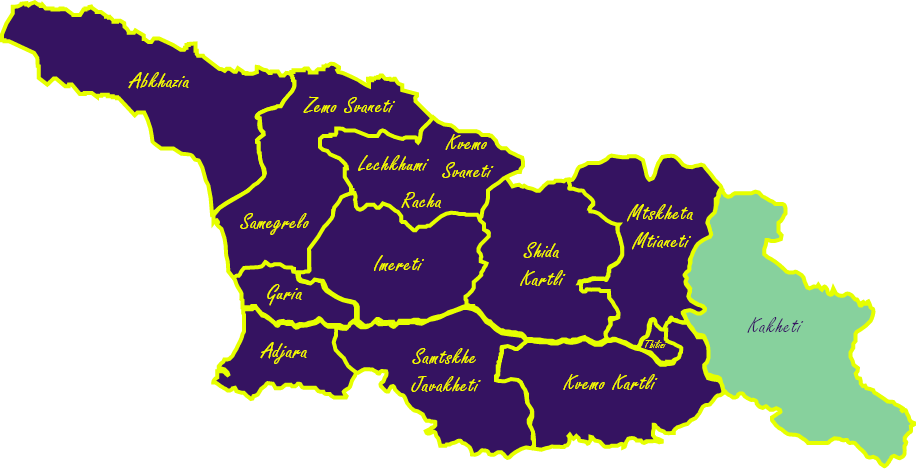 Abkhazia
Zemo Svaneti
Kvemo
Svaneti
Lechkhumi
Racha
Samegrelo
Mtskheta
Mtianeti
Shida
Kartli
Imereti
Guria
Kakheti
Tbilisi
Adjara
Samtskhe
Javakheti
Kvemo Kartli